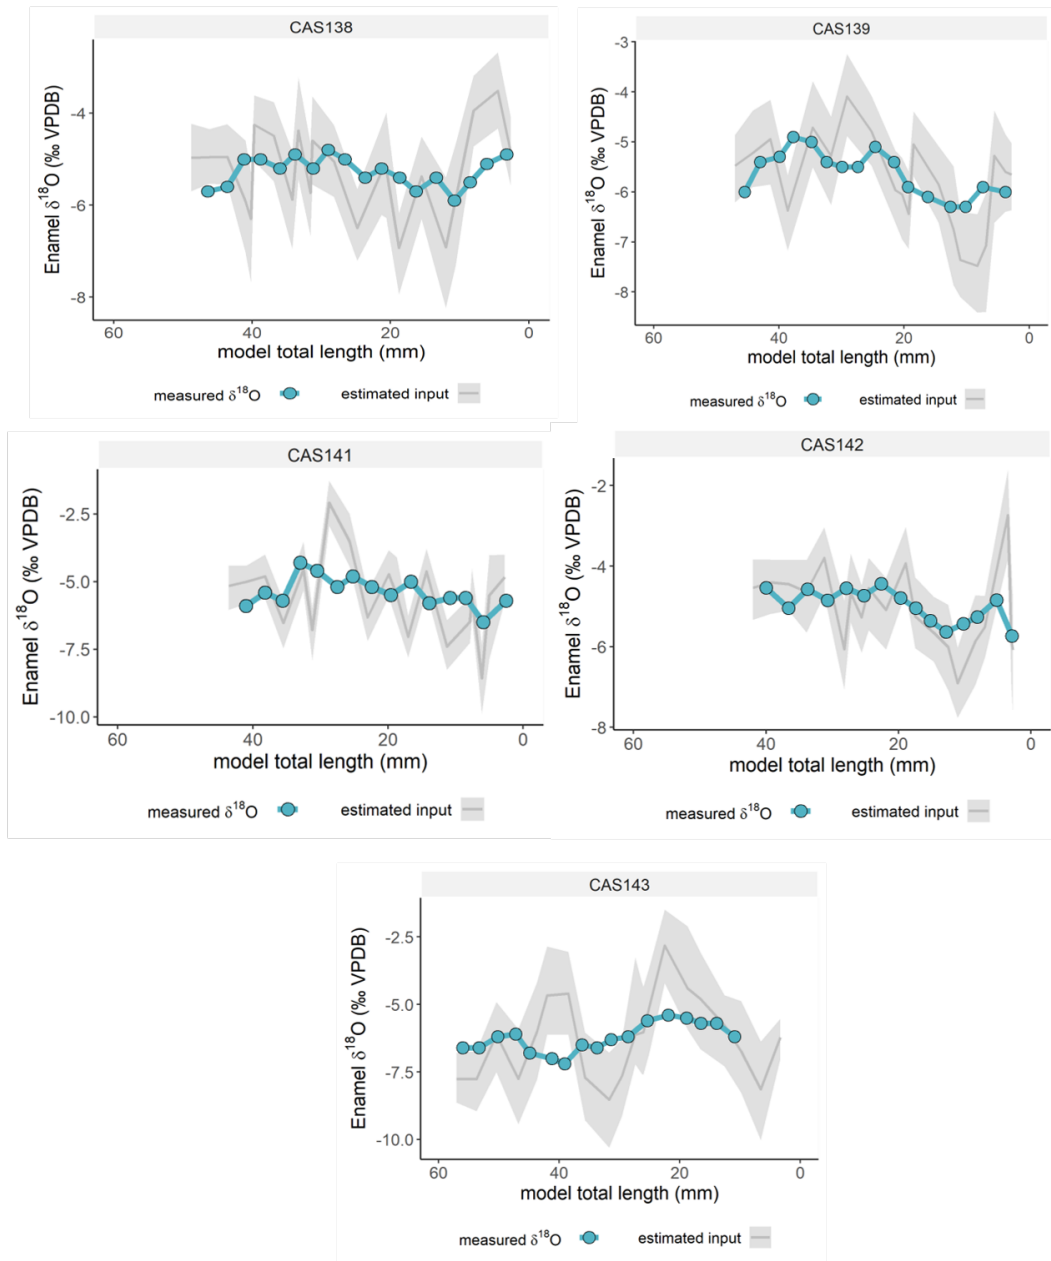 CAS138
Enamel δ¹⁸O (‰ VPDB)
-4
-6
-8
60 40 20 0
model total length (mm)
measured δ¹⁸O estimated input
CAS139
Enamel δ¹⁸O (‰ VPDB)
-3
-4
-5
-6
-7
-8
60 40 20 0
model total length (mm)
measured δ¹⁸O estimated input
CAS141
Enamel δ¹⁸O (‰ VPDB)
-2.5
-5.0
-7.5
-10.0
60 40 20 0
model total length (mm)
measured δ¹⁸O estimated input
CAS142
Enamel δ¹⁸O (‰ VPDB)
-2
-4
-6
-8
60 40 20 0
model total length (mm)
measured δ¹⁸O estimated input
CAS143
Enamel δ¹⁸O (‰ VPDB)
-2.5
-5.0
-7.5
-10.0
60 40 20 0
model total length (mm)
measured δ¹⁸O estimated input